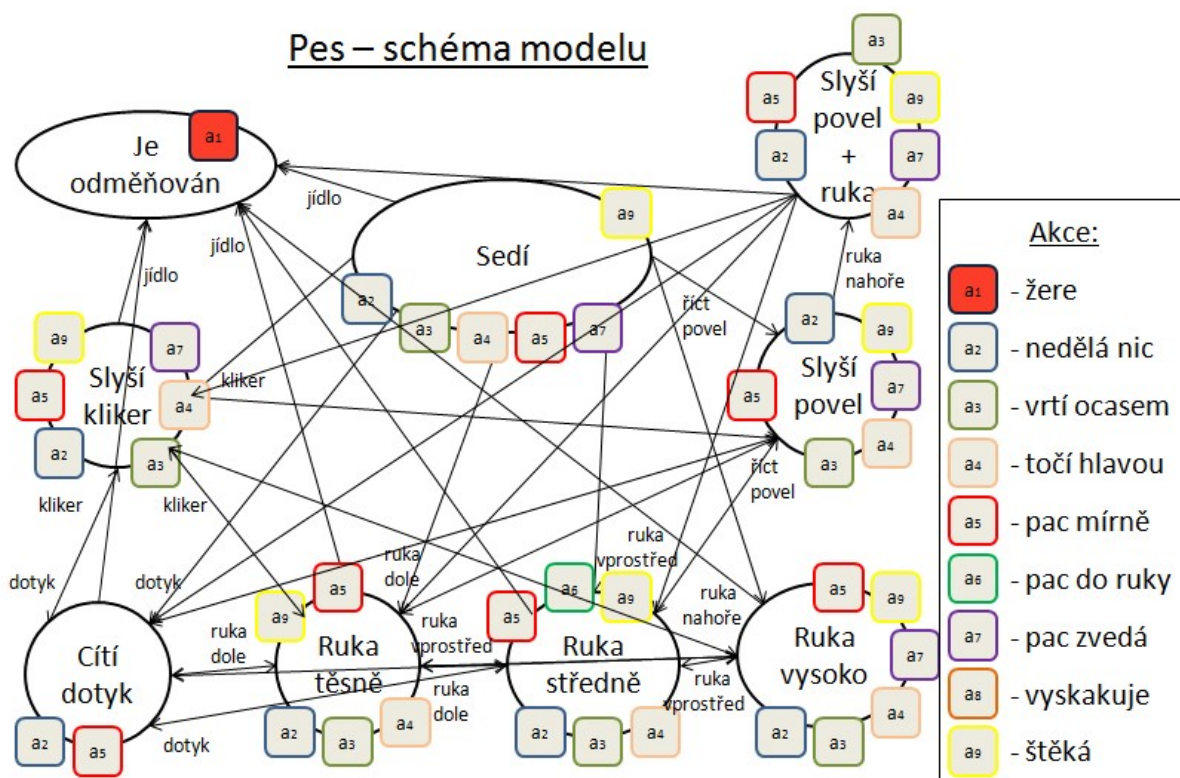 Pes – schéma modelu
a3
Slyší
povel
+
ruka
a5
a9
a2
a7
a4
a1
Je
odměňován
jídlo
jídlo
jídlo
a9
Sedí
a2
a3
a4
a5
a7
ruka
nahoře
říct
povel
a2
a9
Slyší
povel
a5
a7
a4
a3
říct
povel
a9
a7
Slyší
kliker
a5
a4
a2
a3
kliker
kliker
kliker
dotyk
dotyk
dotyk
Cítí
dotyk
a2
a5
ruka
dole
ruka
dole
ruka
dole
ruka
vprostřed
ruka
vprostřed
ruka
vprostřed
ruka
nahoře
a9
a5
Ruka
těsně
a2
a3
a4
a5
a6
a9
Ruka
středně
a2
a3
a4
a5
a9
Ruka
vysoko
a7
a4
a2
a3
Akce:
a1 - žere
a2 - nedělá nic
a3 - vrtí ocasem
a4 - točí hlavou
a5 - pac mírně
a6 - pac do ruky
a7 - pac zvedá
a8 - vyskakuje
a9 - štěká